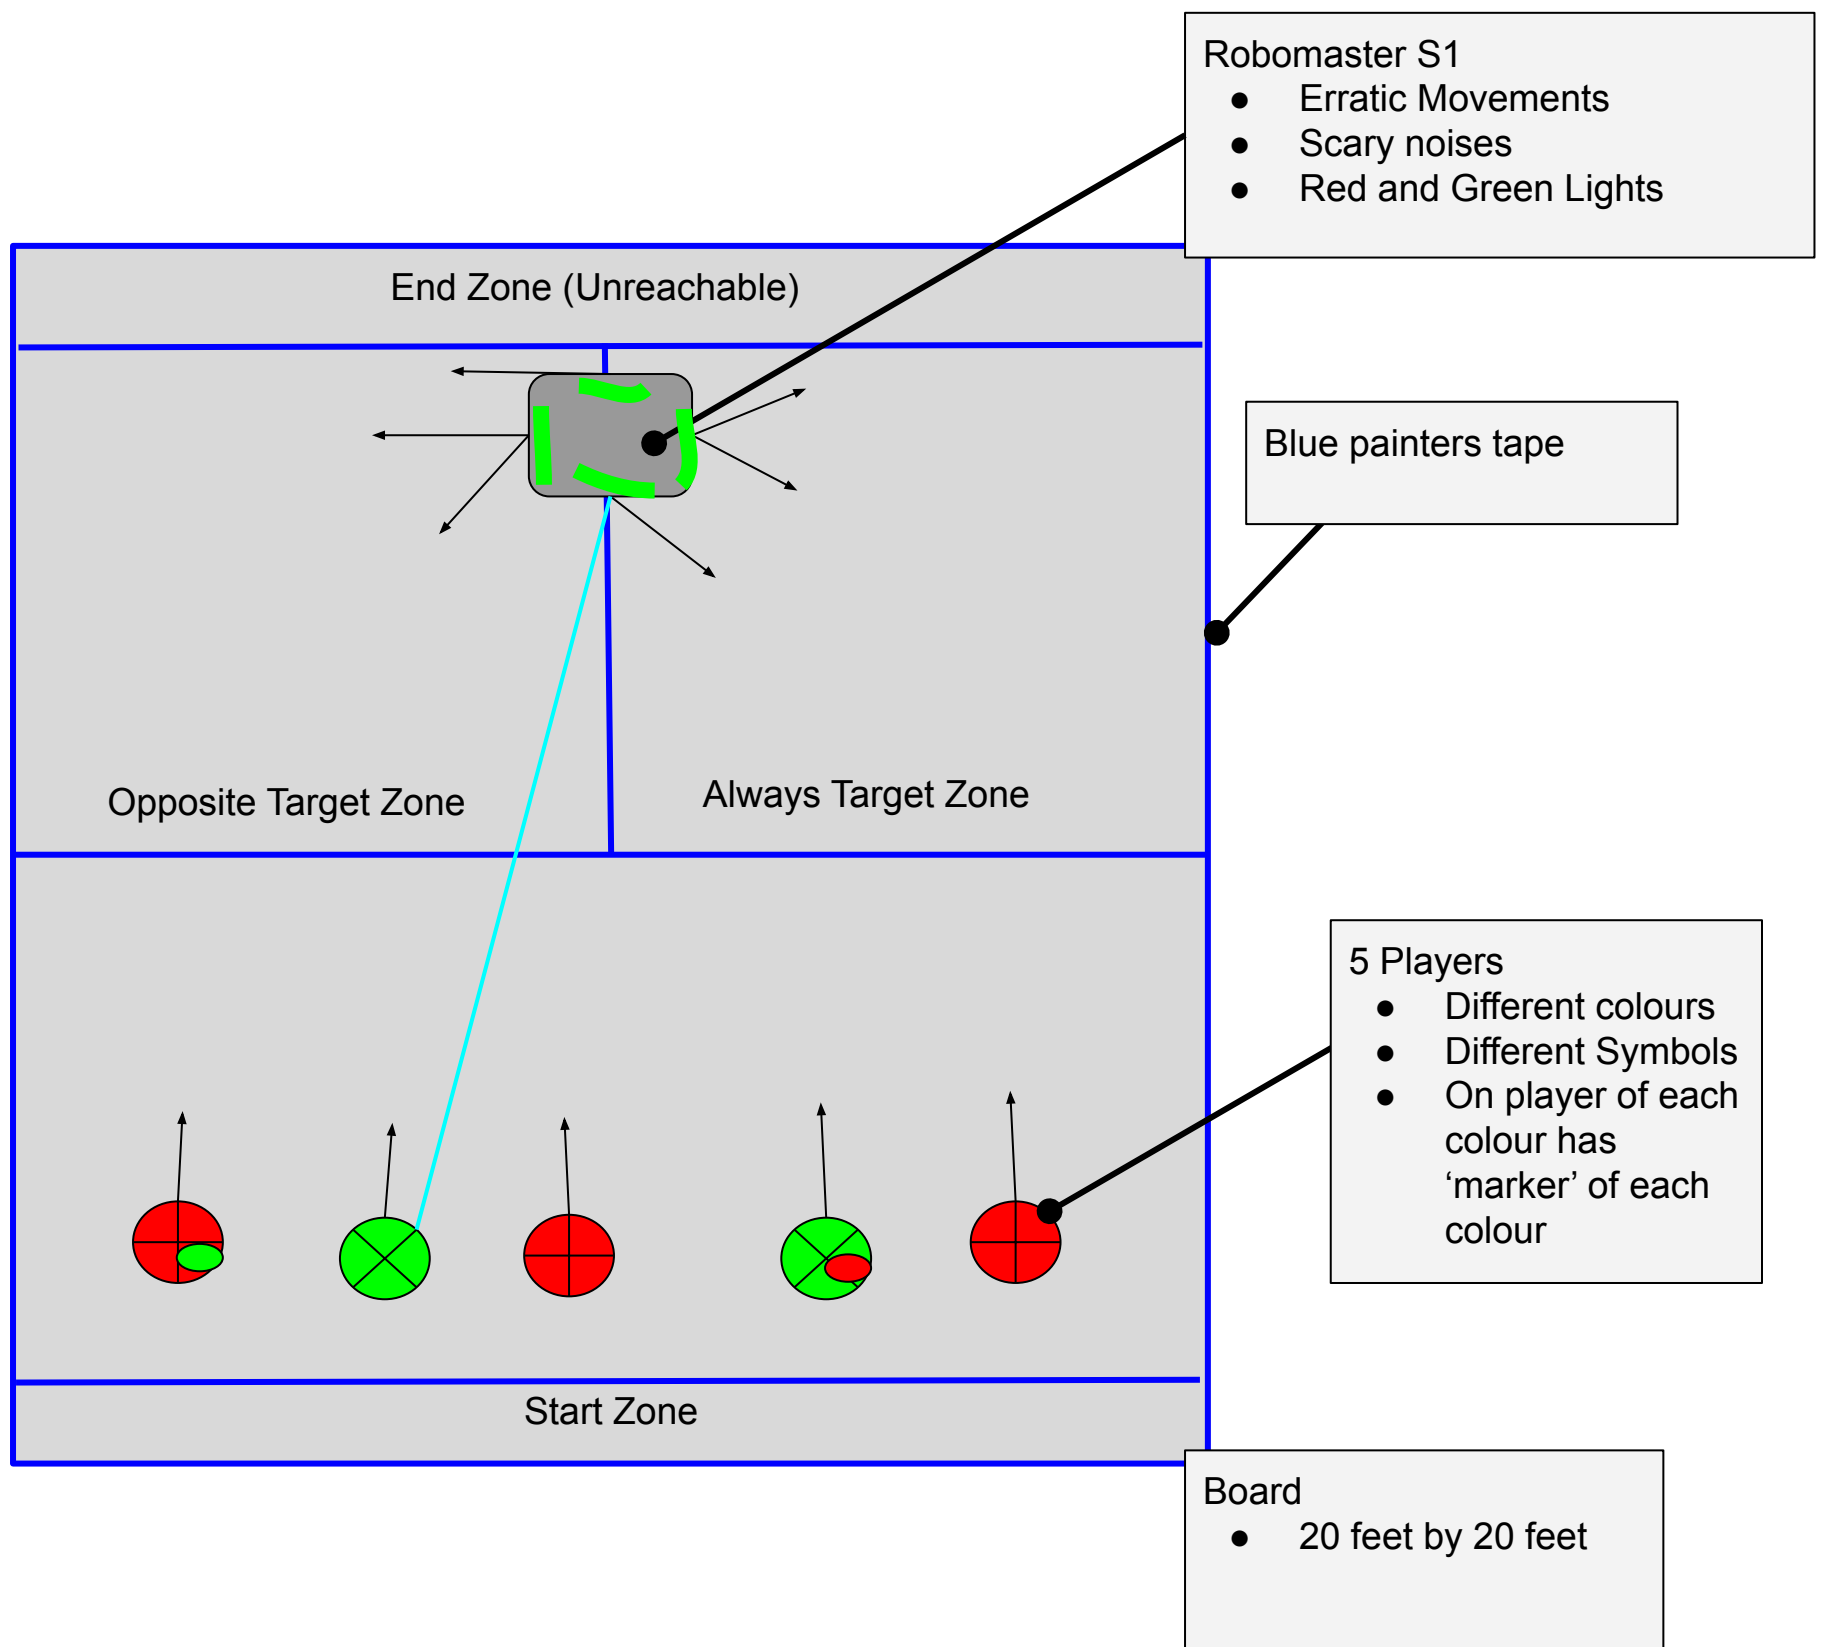 Robomaster S1
● Erratic Movements
● Scary noises
● Red and Green Lights
End Zone (Unreachable)
Blue painters tape
Opposite Target Zone
Always Target Zone
5 Players
● Different colours
● Different Symbols
● On player of each
colour has
‘marker’ of each
colour
Start Zone
Board
● 20 feet by 20 feet